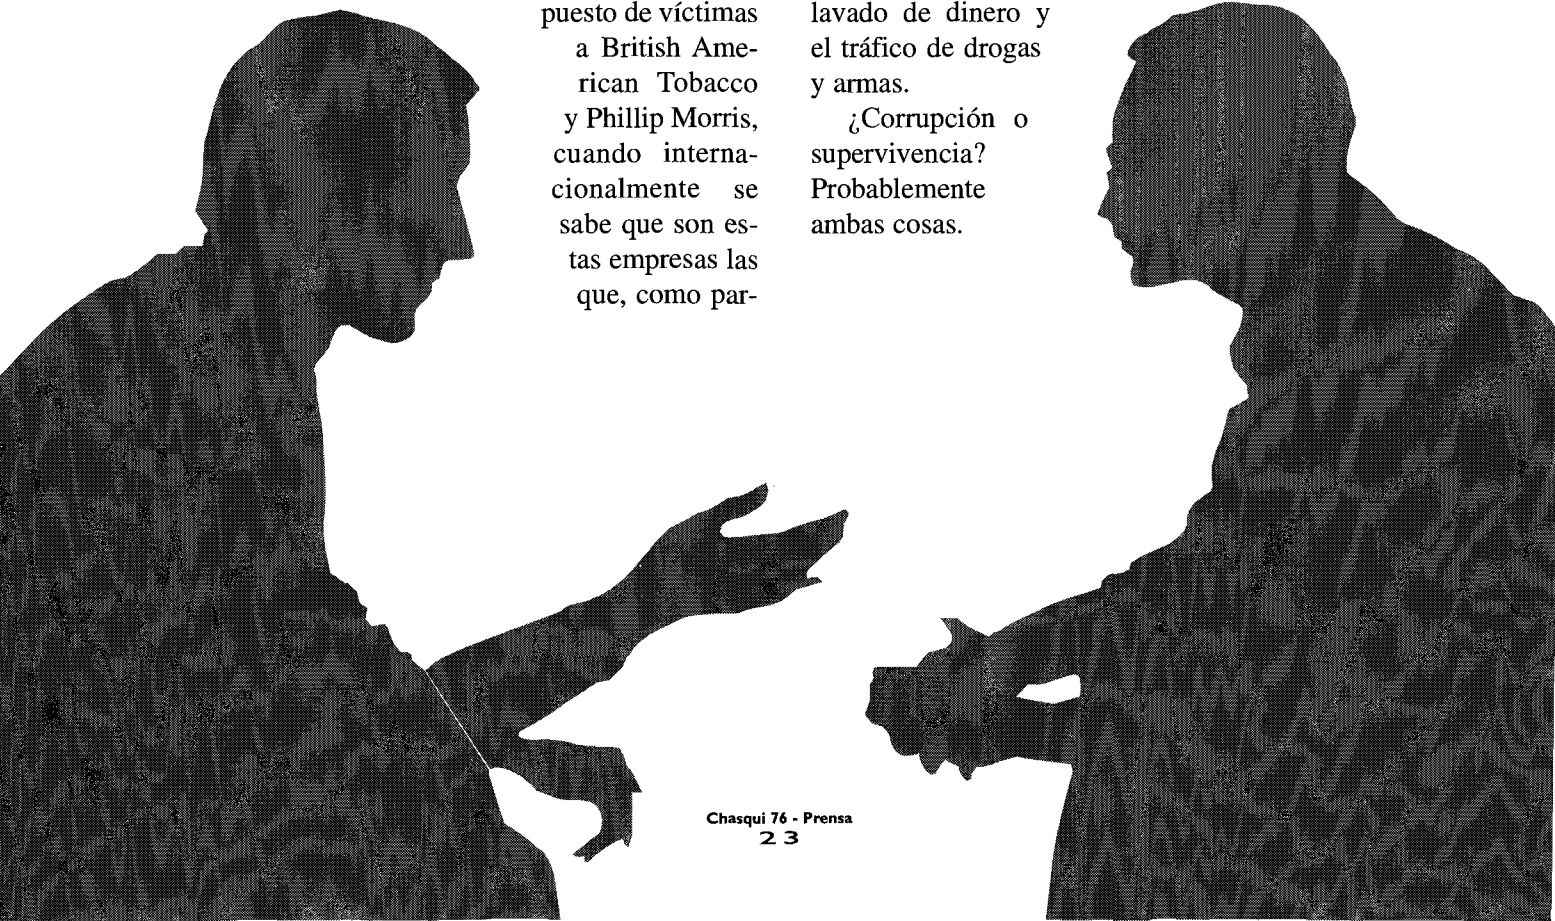 puesto de víctimas
a British Ame-
rican Tobacco
y Phillip Morris,
cuando interna-
cionalmente se
sabe que son es-
tas empresas las
que, como par-
lavado de dinero y
el tráfico de drogas
y armas.
¿Corrupción o
supervivencia?
Probablemente
ambas cosas.
Chasqui 76 - Prensa
23